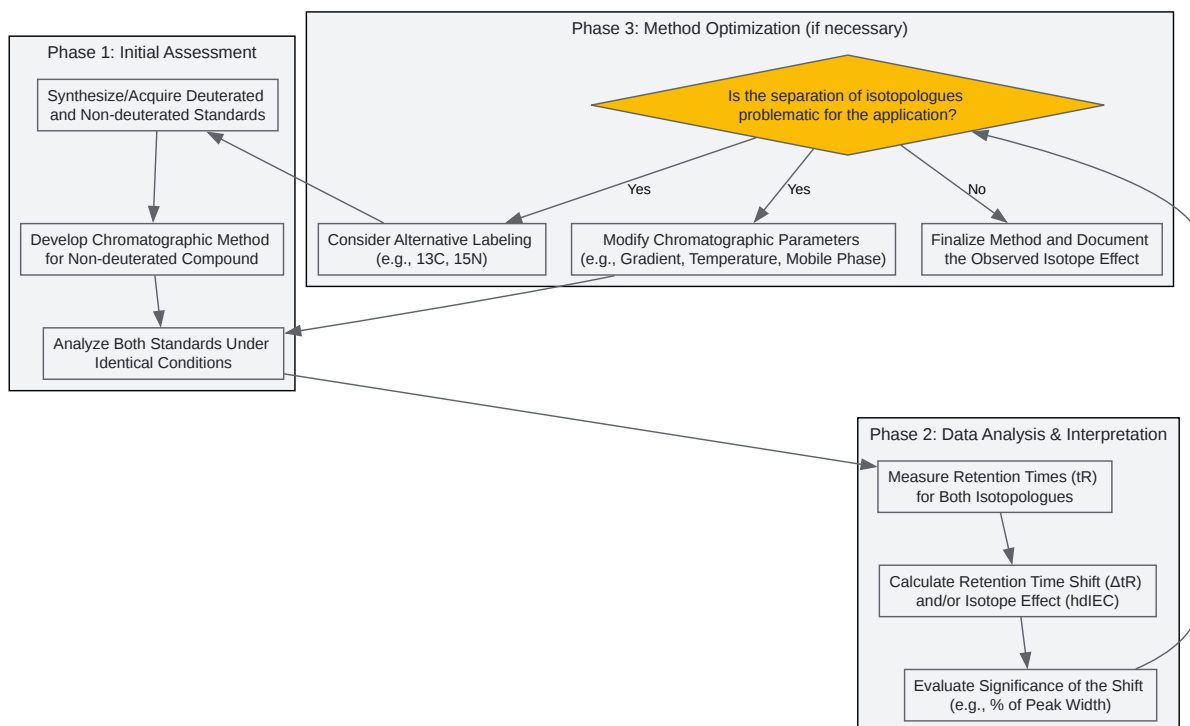 Phase 1: Initial Assessment
Synthesize/Acquire Deuterated
and Non-deuterated Standards
Develop Chromatographic Method
for Non-deuterated Compound
Analyze Both Standards Under
Identical Conditions
Phase 3: Method Optimization (if necessary)
Is the separation of isotopologues
problematic for the application?
Yes
Yes
No
Consider Alternative Labeling
(e.g., 13C, 15N)
Modify Chromatographic Parameters
(e.g., Gradient, Temperature, Mobile Phase)
Finalize Method and Document
the Observed Isotope Effect
Phase 2: Data Analysis & Interpretation
Measure Retention Times (tR)
for Both Isotopologues
Calculate Retention Time Shift (ΔtR)
and/or Isotope Effect (hdIEC)
Evaluate Significance of the Shift
(e.g., % of Peak Width)